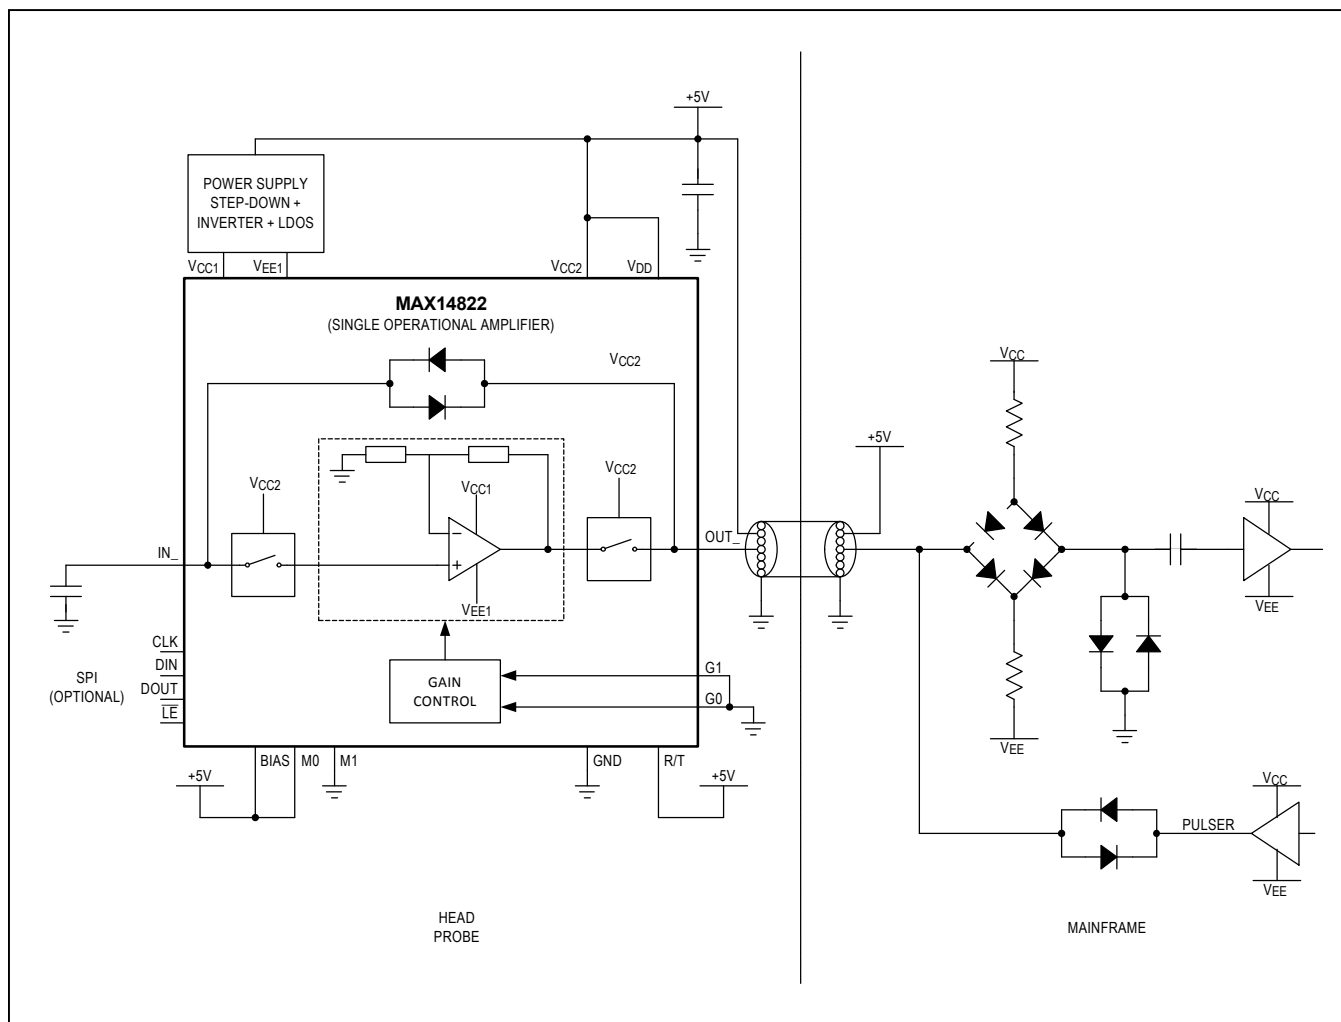 +5V
POWER SUPPLY
STEP-DOWN +
INVERTER + LDOS
VCC1
VEE1
VCC2
VDD
MAX14822
(SINGLE OPERATIONAL AMPLIFIER)
VCC2
VCC
+5V
VCC2
VCC1
VCC2
VCC
−
IN_
+
OUT_
VEE1
VEE
CLK
DIN
SPI
(OPTIONAL)
DOUT
LE
GAIN
CONTROL
G1
G0
VEE
BIAS
M0
M1
GND
R/T
+5V
+5V
VCC
PULSER
VEE
HEAD
PROBE
MAINFRAME